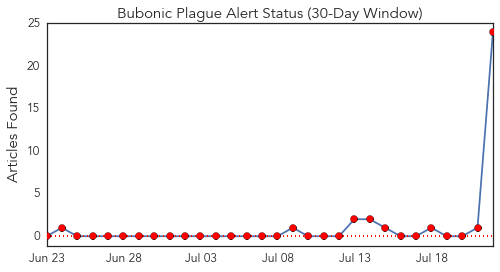 Bubonic Plague Alert Status (30-Day Window)
Articles Found
25
20
15
10
5
0
Jun 23 Jun 28 Jul 03 Jul 08 Jul 13 Jul 18